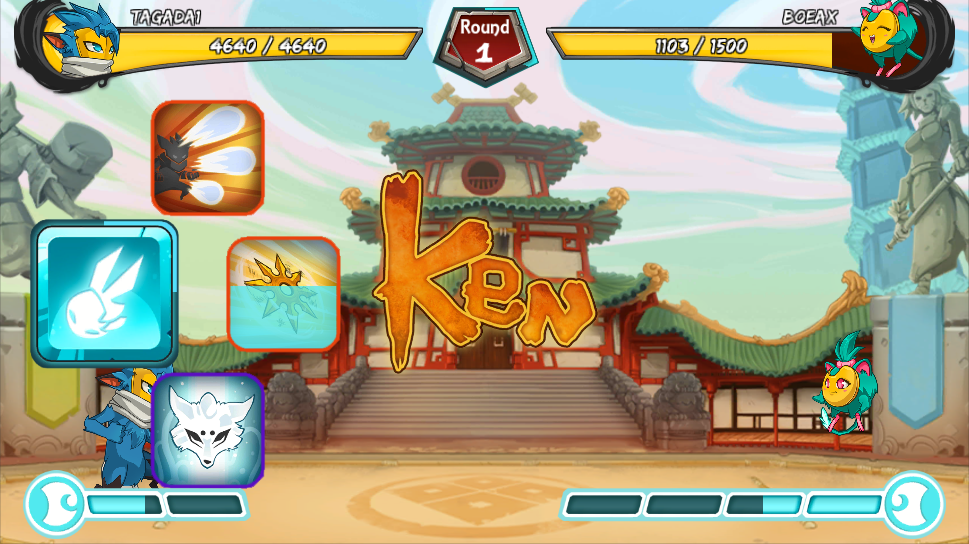 TAGADA1
4640 / 4640
Round
1
BOEAX
1103 / 1500
Ken